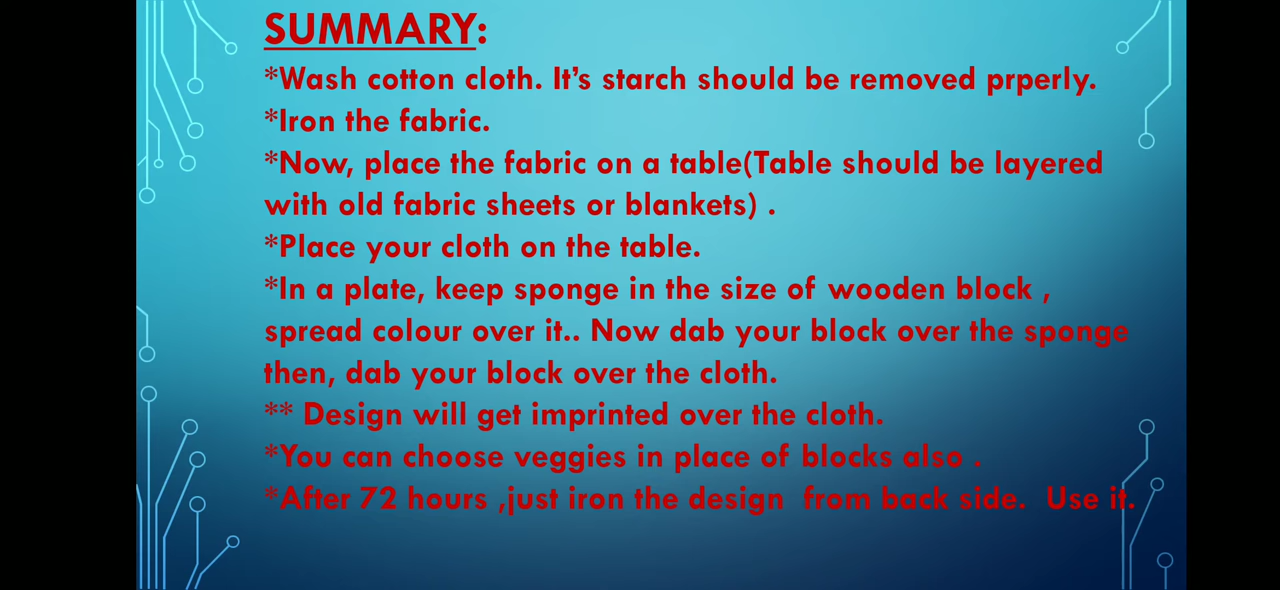 SUMMARY:
*Wash cotton cloth. It’s starch should be removed prperly.
*Iron the fabric.
*Now, place the fabric on a table(Table should be layered
with old fabric sheets or blankets) .
*Place your cloth on the table.
*In a plate, keep sponge in the size of wooden block ,
spread colour over it.. Now dab your block over the sponge
then, dab your block over the cloth.
** Design will get imprinted over the cloth.
*You can choose veggies in place of blocks also .
*After 72 hours ,just iron the design  from back side.  Use it.